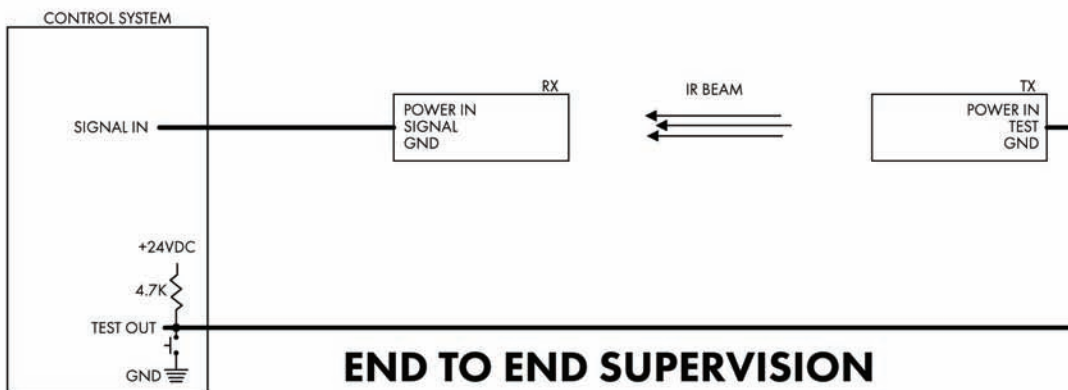 CONTROL SYSTEM
RX
TX
IR BEAM
POWER IN
SIGNAL
GND
POWER IN
TEST
GND
SIGNAL IN
+24VDC
4.7K
TEST OUT
GND
END TO END SUPERVISION